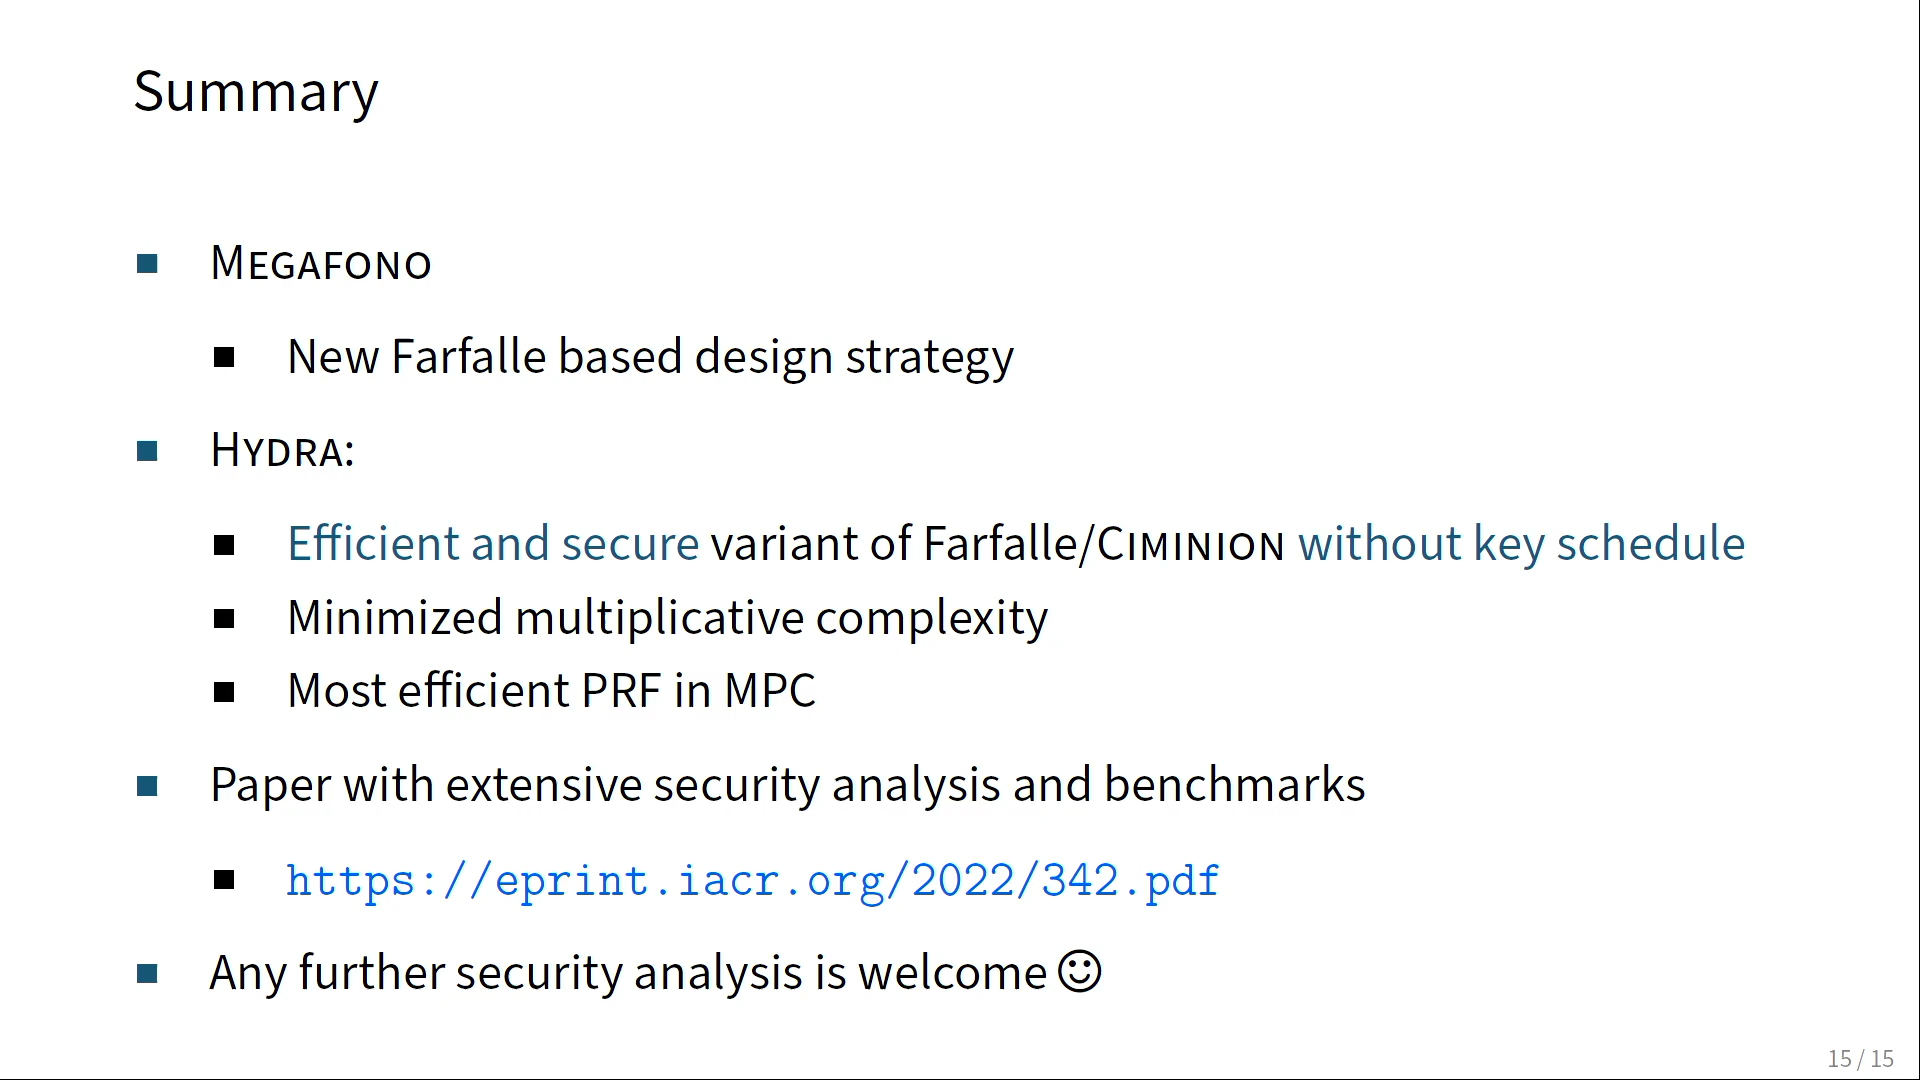 Summary
MEGAFONO
New Farfalle based design strategy
HYDRA:
Efficient and secure variant of Farfalle/CIMINION without key schedule
Minimized multiplicative complexity
Most efficient PRF in MPC
Paper with extensive security analysis and benchmarks
https://eprint.iacr.org/2022/342.pdf
Any further security analysis is welcome ☺
15 / 15